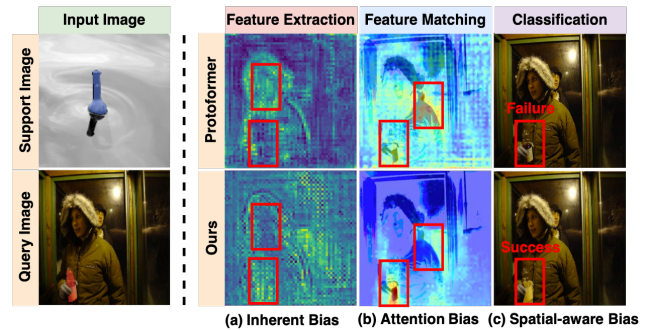 Input Image
Feature Extraction
Feature Matching
Classification
Support Image
Protoformer
Failure
Query Image
Ours
Success
(a) Inherent Bias
(b) Attention Bias
(c) Spatial-aware Bias